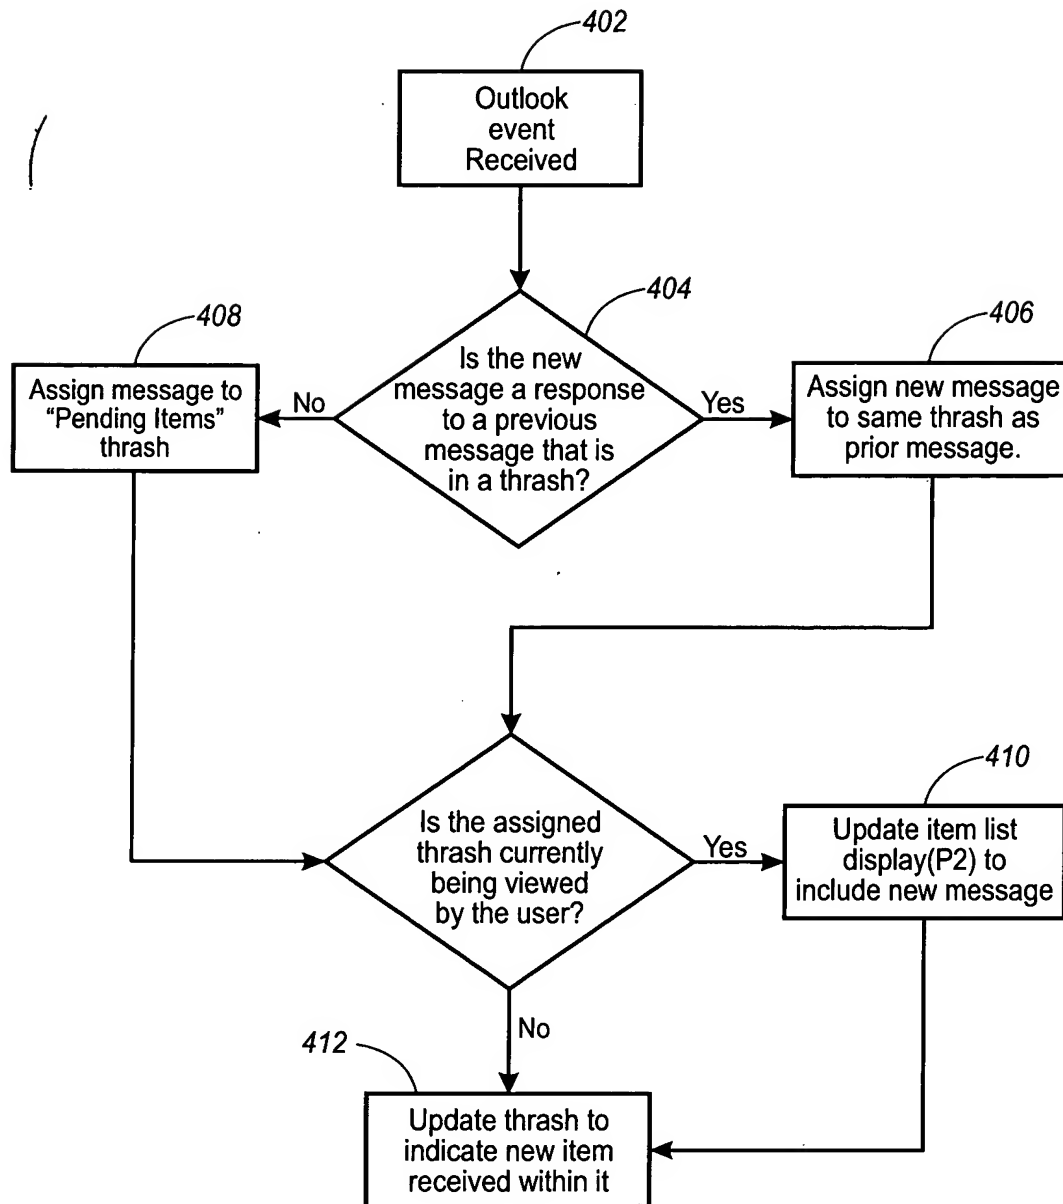 402
Outlook
event
Received
404
Is the new
message a response
to a previous
message that is
in a thrash?
408
Assign message to
“Pending Items”
thrash
No
Yes
406
Assign new message
to same thrash as
prior message.
Is the assigned
thrash currently
being viewed
by the user?
Yes
410
Update item list
display(P2) to
include new message
No
412
Update thrash to
indicate new item
received within it